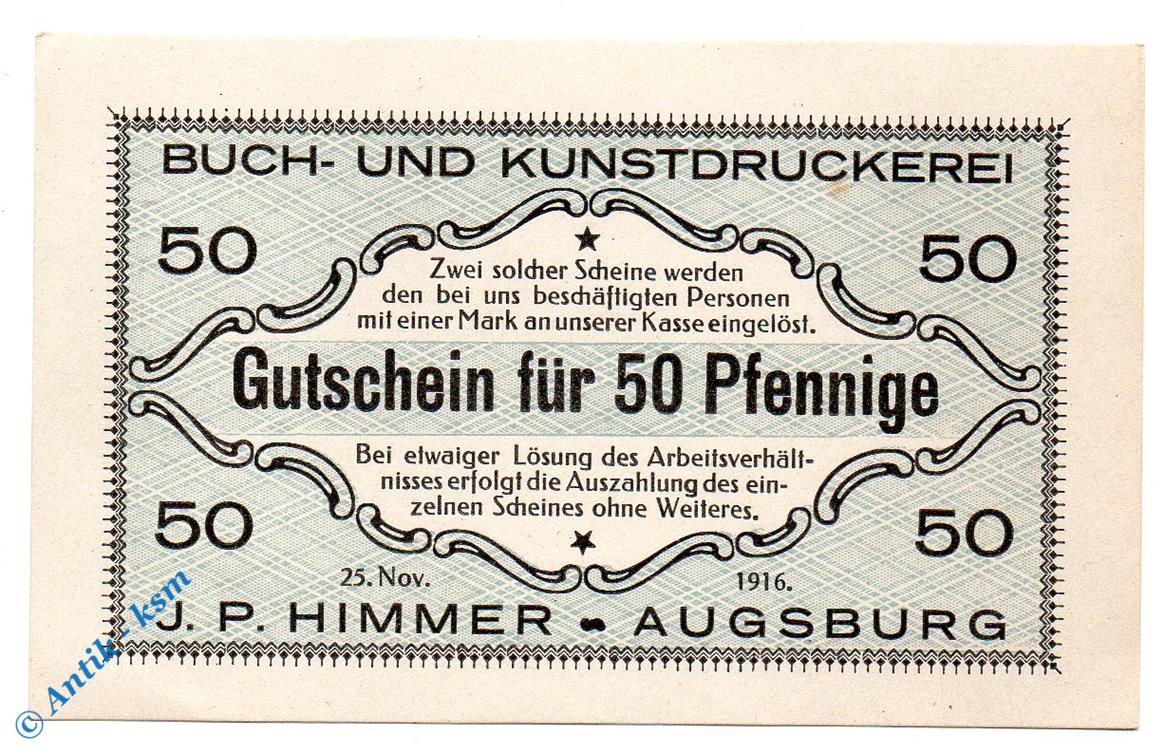 BUCH- UND KUNSTDRUCKEREI
50 50
Zwei solcher Scheine werden
den bei uns beschäftigten Personen
mit einer Mark an unserer Kasse eingelöst.
Gutschein für 50 Pfennige
Bei etwaiger Lösung des Arbeitsverhält-
nisses erfolgt die Auszahlung des ein-
zelnen Scheines ohne Weiteres.
50 50
25. Nov. 1916.
J. P. HIMMER AUGSBURG
© Antik ksm